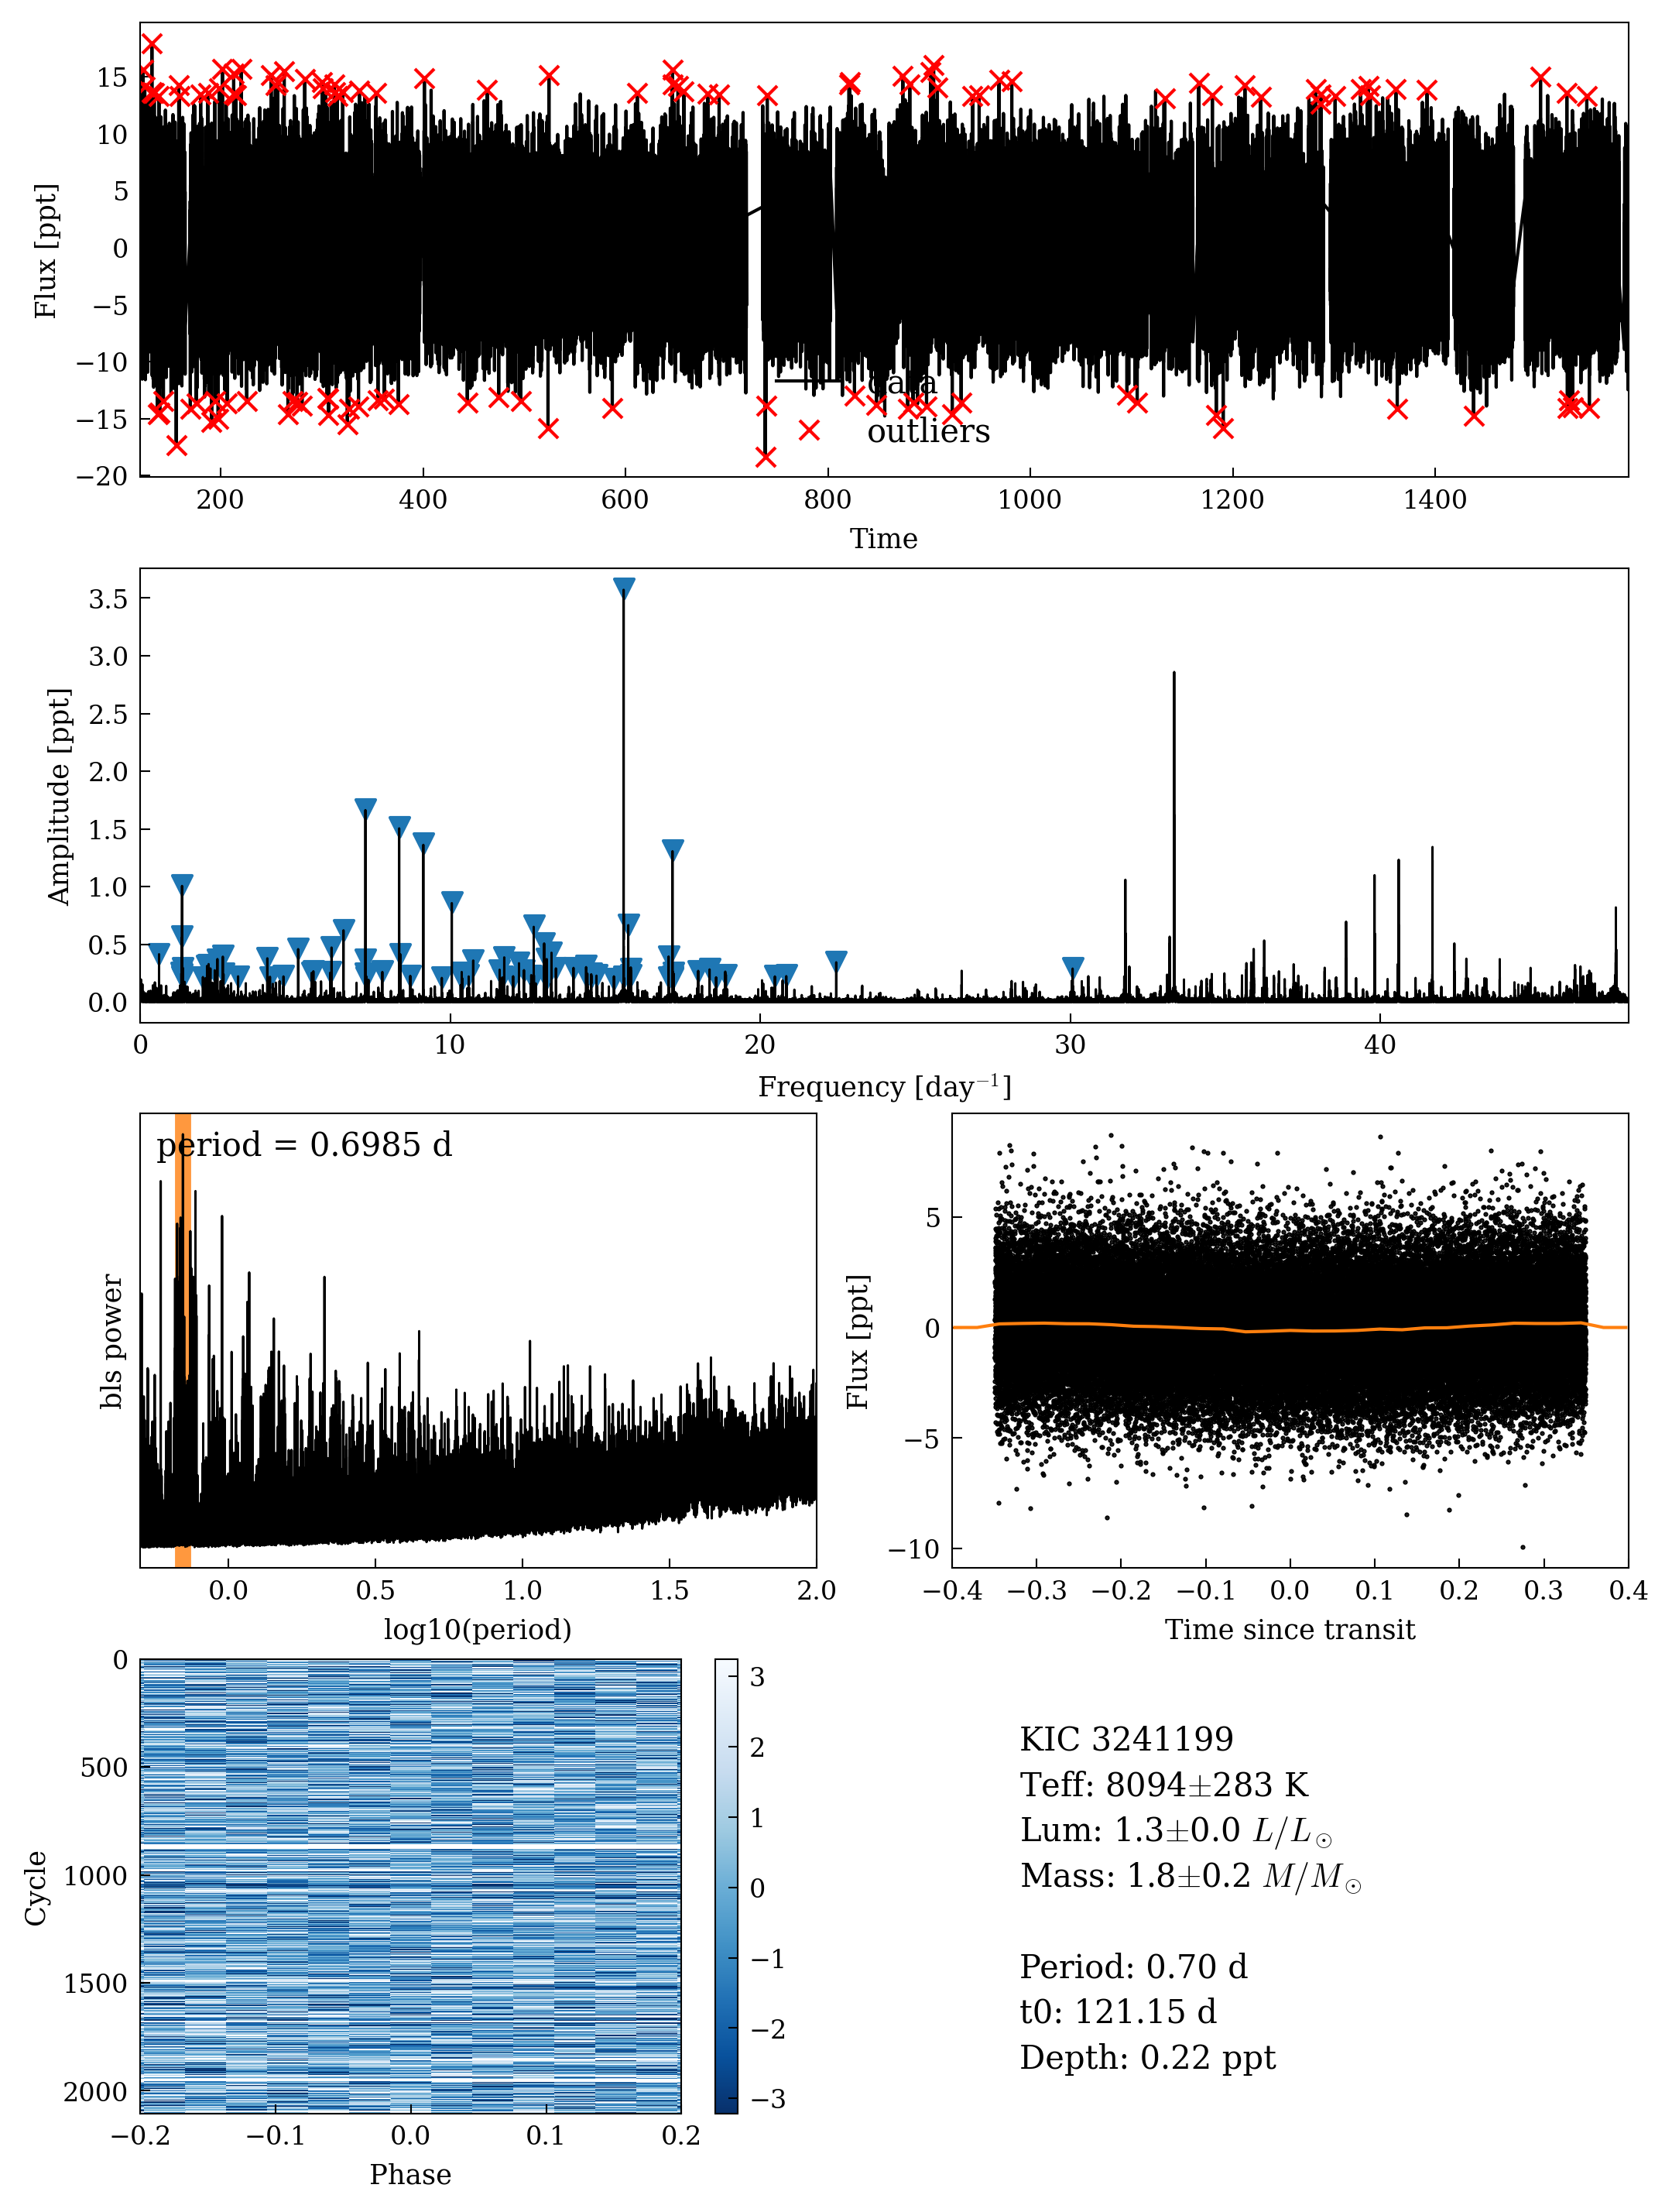 15
10
5
0
−5
−10
−15
−20
Flux [ppt]
data
outliers
200 400 600 800 1000 1200 1400
Time
3.5
3.0
2.5
2.0
1.5
1.0
0.5
0.0
Amplitude [ppt]
0 10 20 30 40
Frequency [day⁻¹]
period = 0.6985 d
bls power
0.0 0.5 1.0 1.5 2.0
log10(period)
5
0
−5
−10
Flux [ppt]
−0.4 −0.3 −0.2 −0.1 0.0 0.1 0.2 0.3 0.4
Time since transit
0
500
1000
1500
2000
Cycle
−0.2 −0.1 0.0 0.1 0.2
Phase
3
2
1
0
−1
−2
−3
KIC 3241199
Teff: 8094±283 K
Lum: 1.3±0.0 L/L☉
Mass: 1.8±0.2 M/M☉
Period: 0.70 d
t0: 121.15 d
Depth: 0.22 ppt